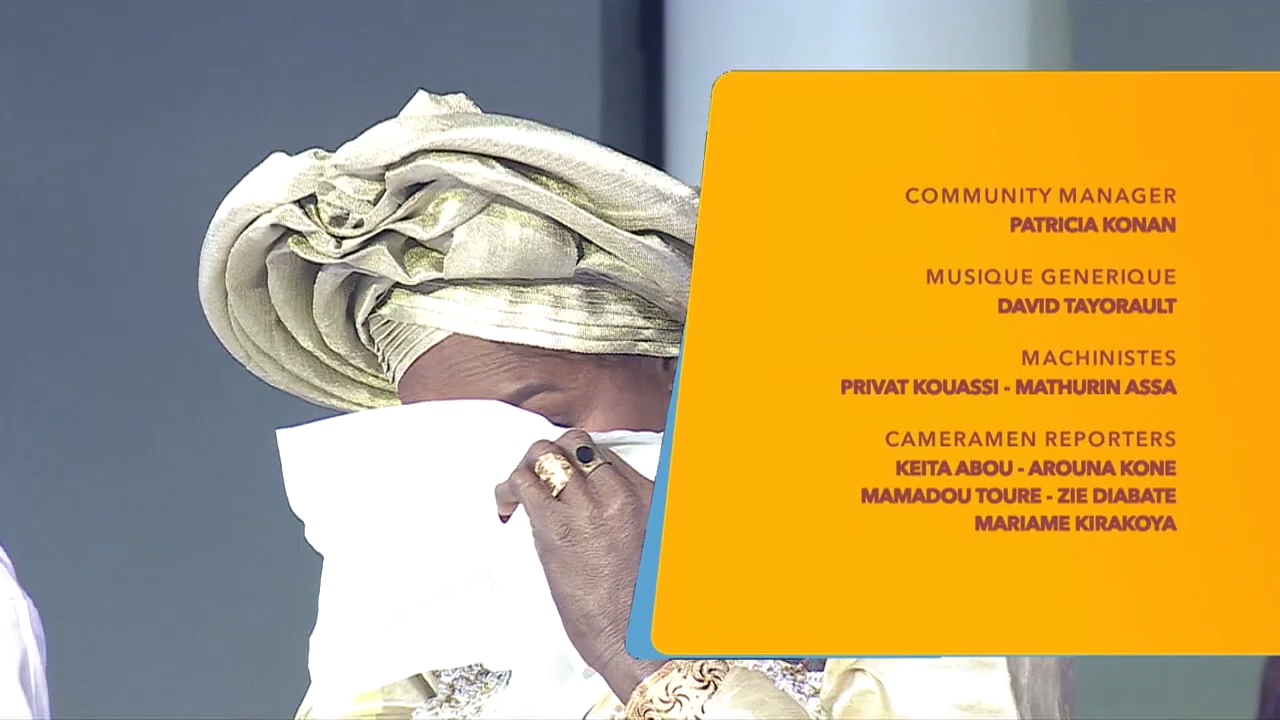 COMMUNITY MANAGER
PATRICIA KONAN
MUSIQUE GENERIQUE
DAVID TAYORAULT
MACHINISTES
PRIVAT KOUASSI - MATHURIN ASSA
CAMERAMEN REPORTERS
KEITA ABOU - AROUNA KONE
MAMADOU TOURE - ZIE DIABATE
MARIAME KIRAKOYA